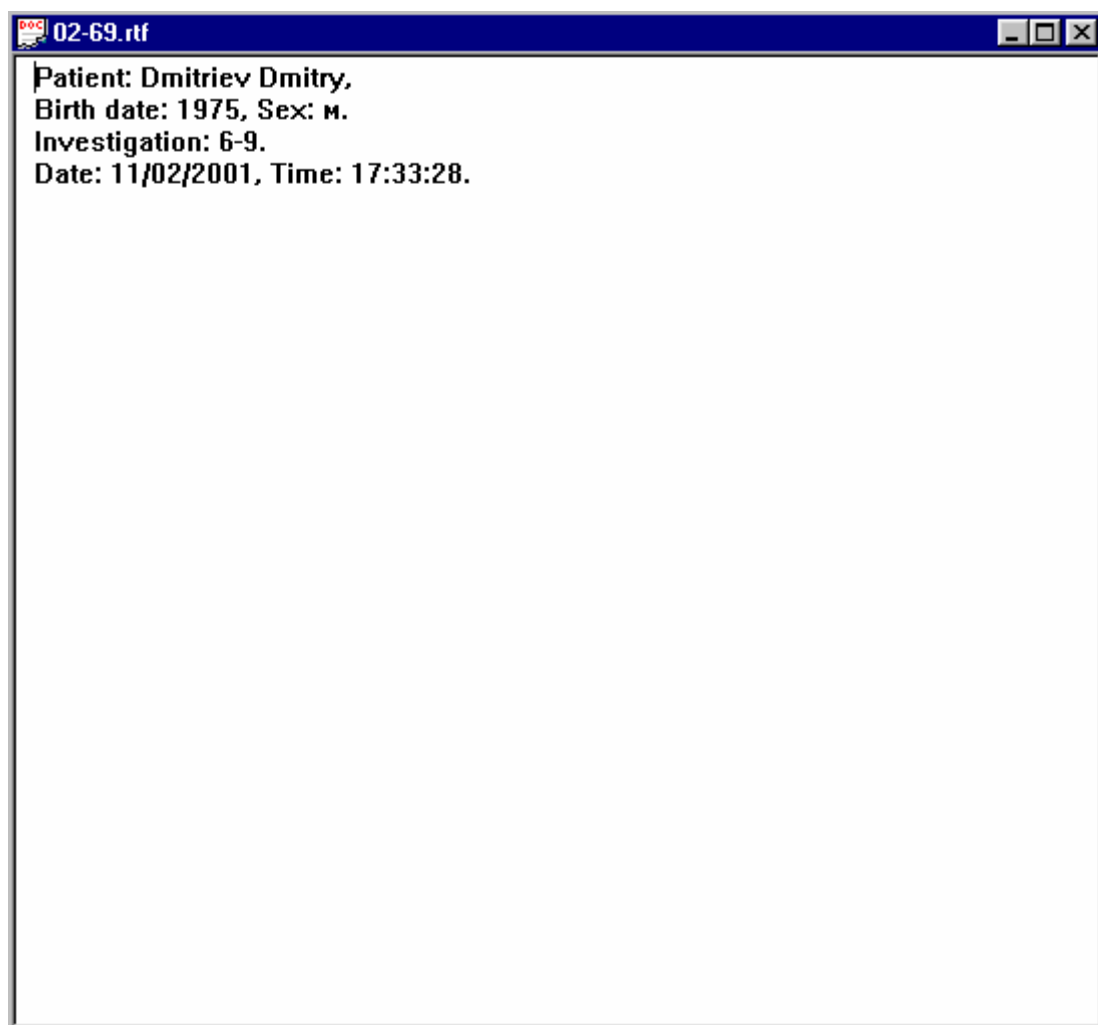 02-69.rtf
Patient: Dmitriev Dmitry,
Birth date: 1975, Sex: м.
Investigation: 6-9.
Date: 11/02/2001, Time: 17:33:28.